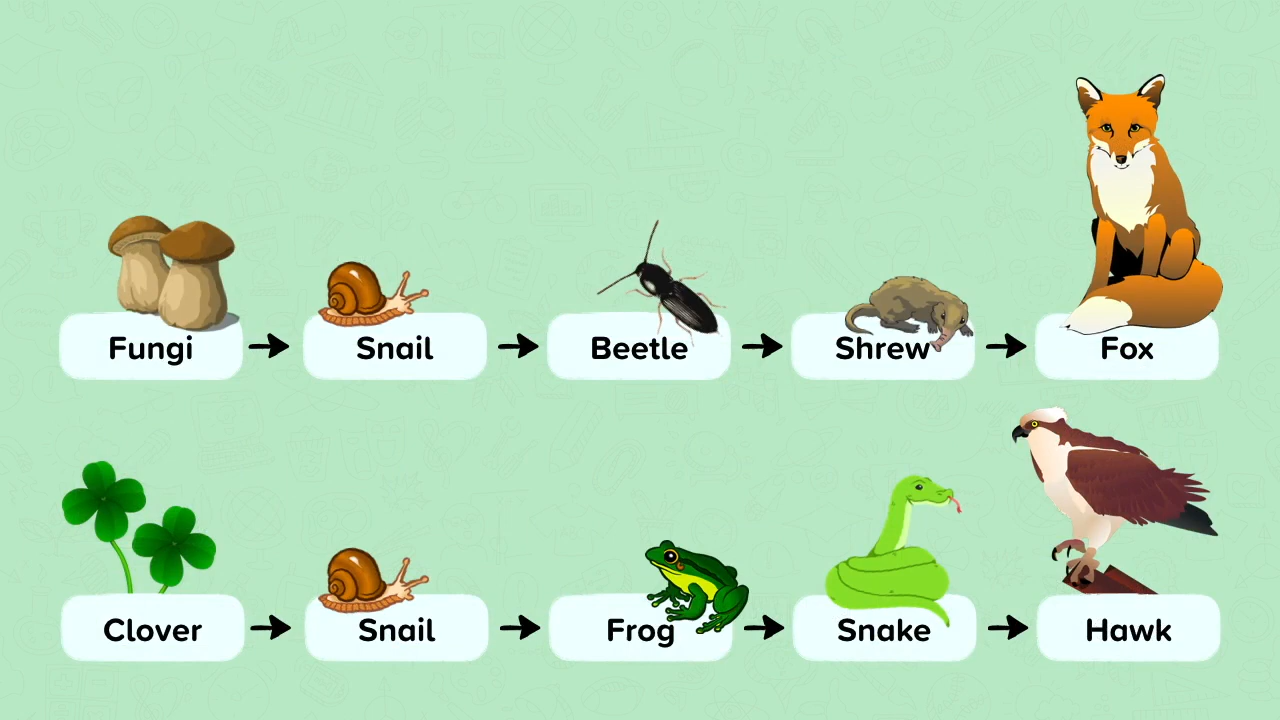 Fungi
Snail
Beetle
Shrew
Fox
Clover
Snail
Frog
Snake
Hawk